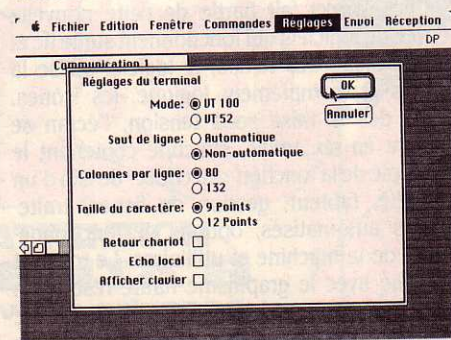 Fichier Edition Fenêtre Commandes Réglages Envoi Réception
DP
Communication 1
Réglages du terminal
OK
Annuler
Mode: VT 100
VT 52
Saut de ligne: Automatique
Non-automatique
Colonnes par ligne: 80
132
Taille du caractère: 9 Points
12 Points
Retour chariot
Echo local
Afficher clavier